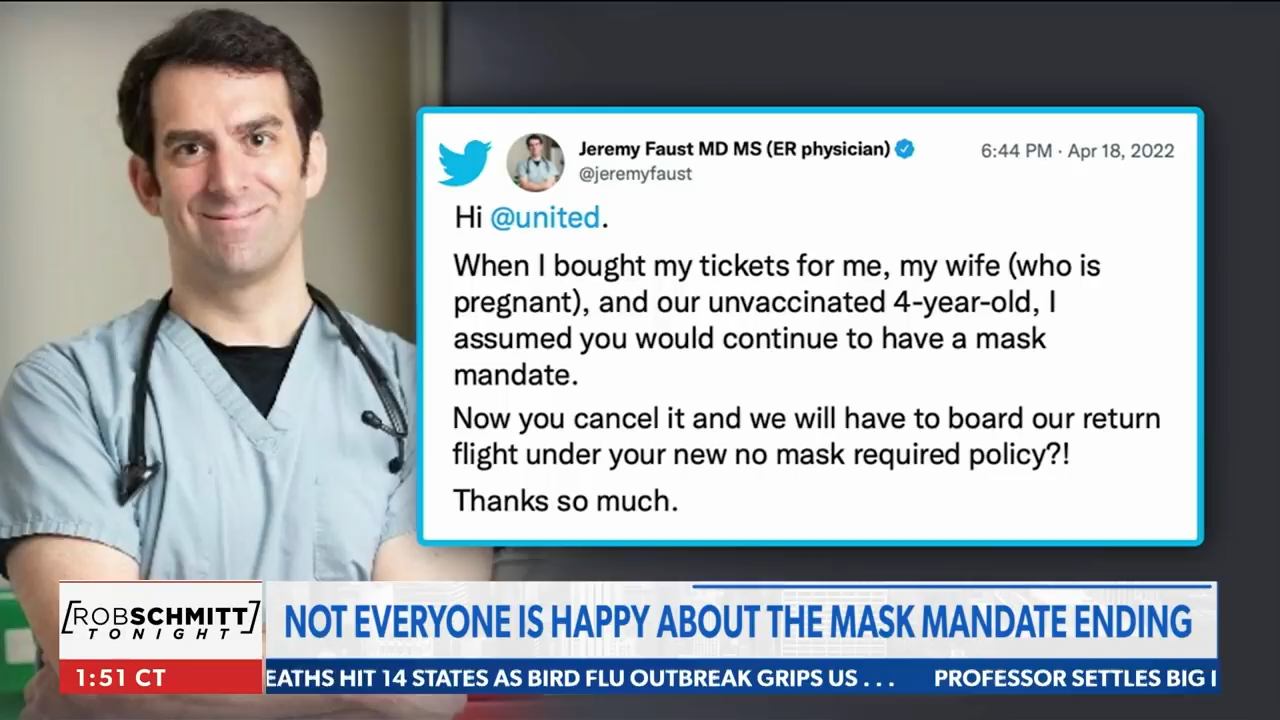 Jeremy Faust MD MS (ER physician)
6:44 PM · Apr 18, 2022
@jeremyfaust
Hi @united.
When I bought my tickets for me, my wife (who is
pregnant), and our unvaccinated 4-year-old, I
assumed you would continue to have a mask
mandate.
Now you cancel it and we will have to board our return
flight under your new no mask required policy?!
Thanks so much.
[ROBSCHMITT]
TONIGHT
NOT EVERYONE IS HAPPY ABOUT THE MASK MANDATE ENDING
1:51 CT
EATHS HIT 14 STATES AS BIRD FLU OUTBREAK GRIPS US . . . PROFESSOR SETTLES BIG